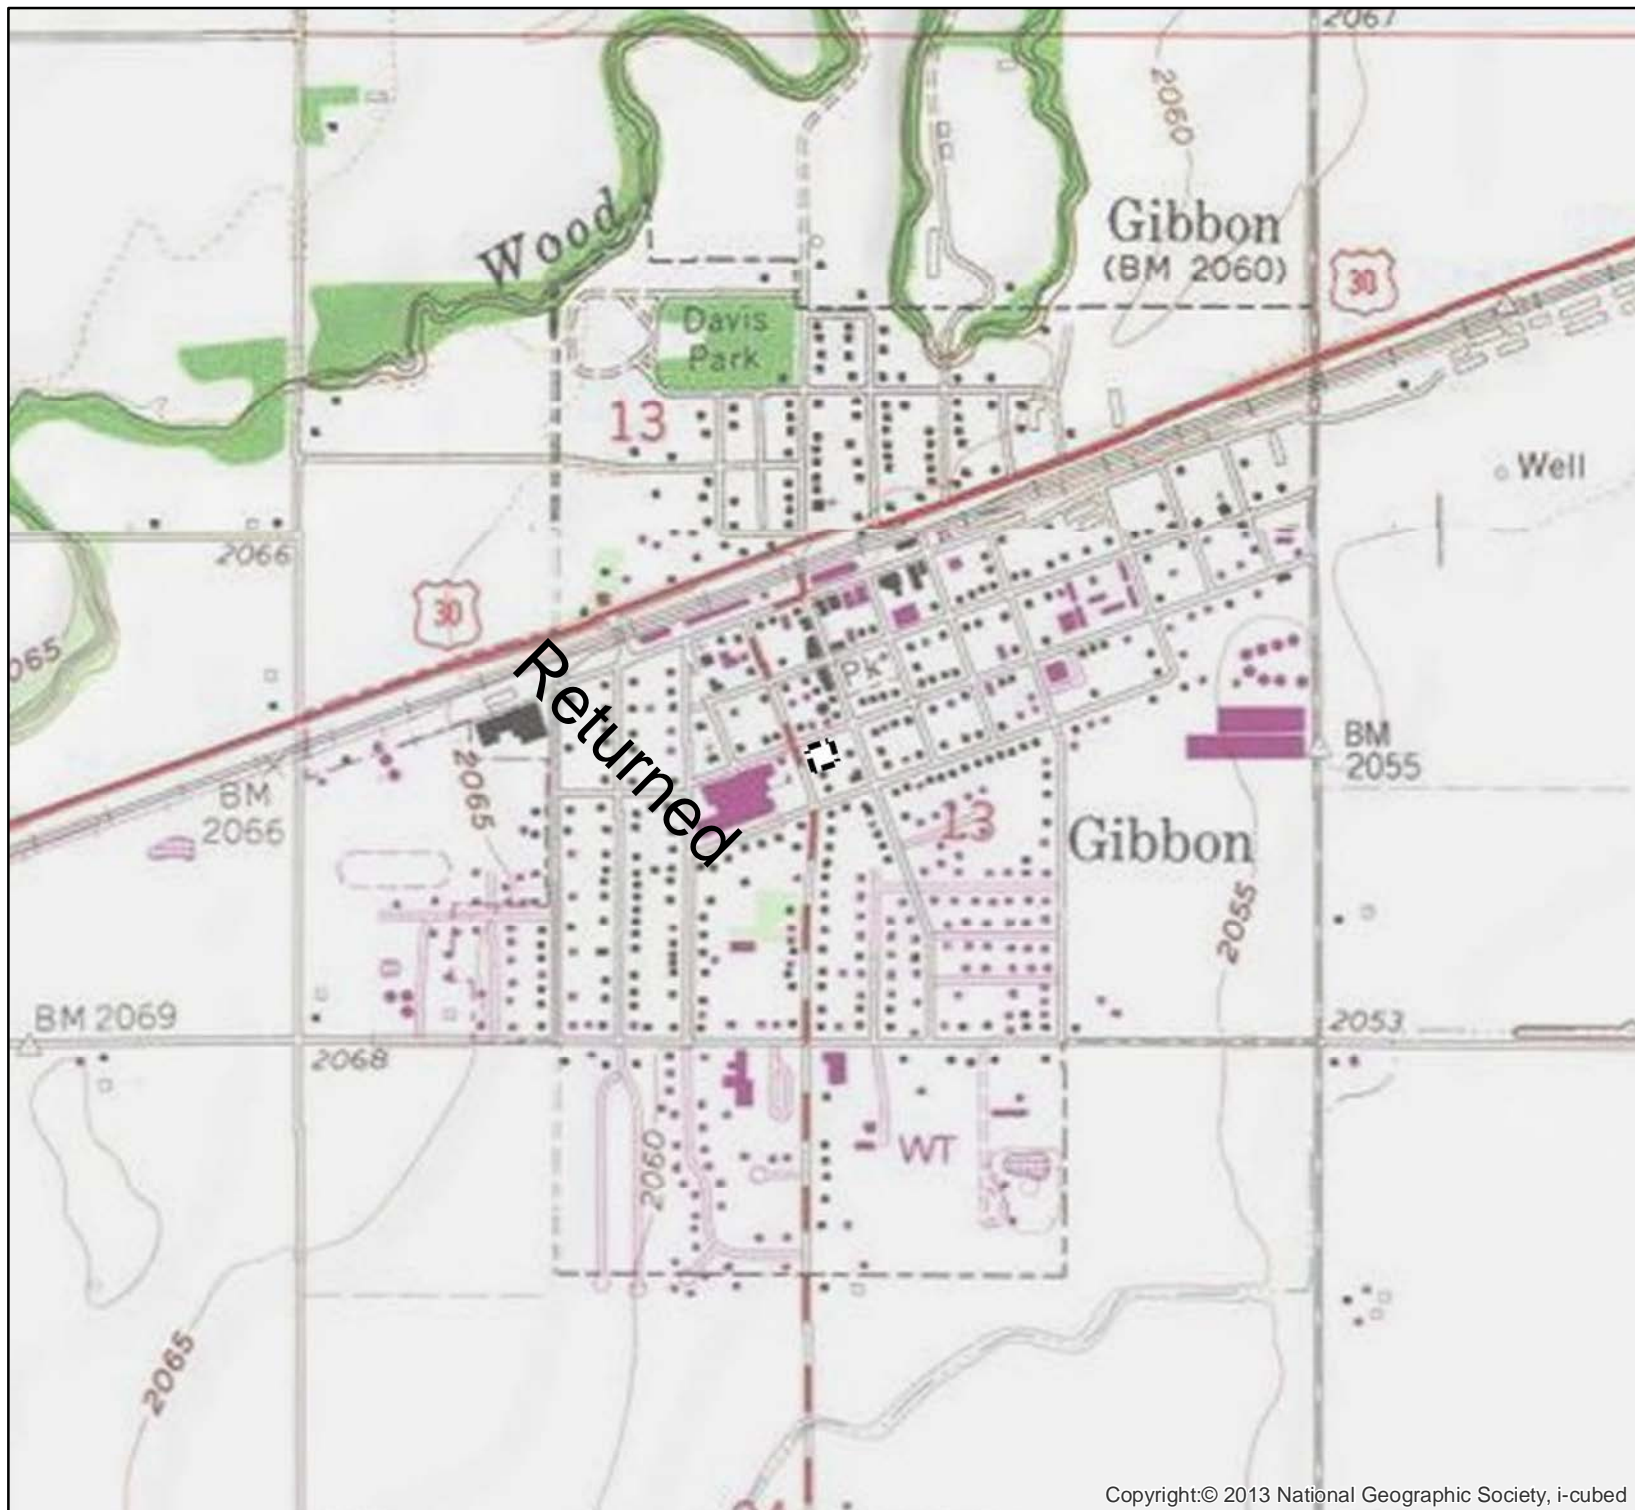 2067
2060
Wood
Gibbon
(BM 2060)
30
Davis
Park
13
Well
2066
30
065
Returned
Pk
BM
2055
2065
BM
2066
13
Gibbon
2055
BM 2069
2053
2068
WT
2060
2065
Copyright:© 2013 National Geographic Society, i-cubed